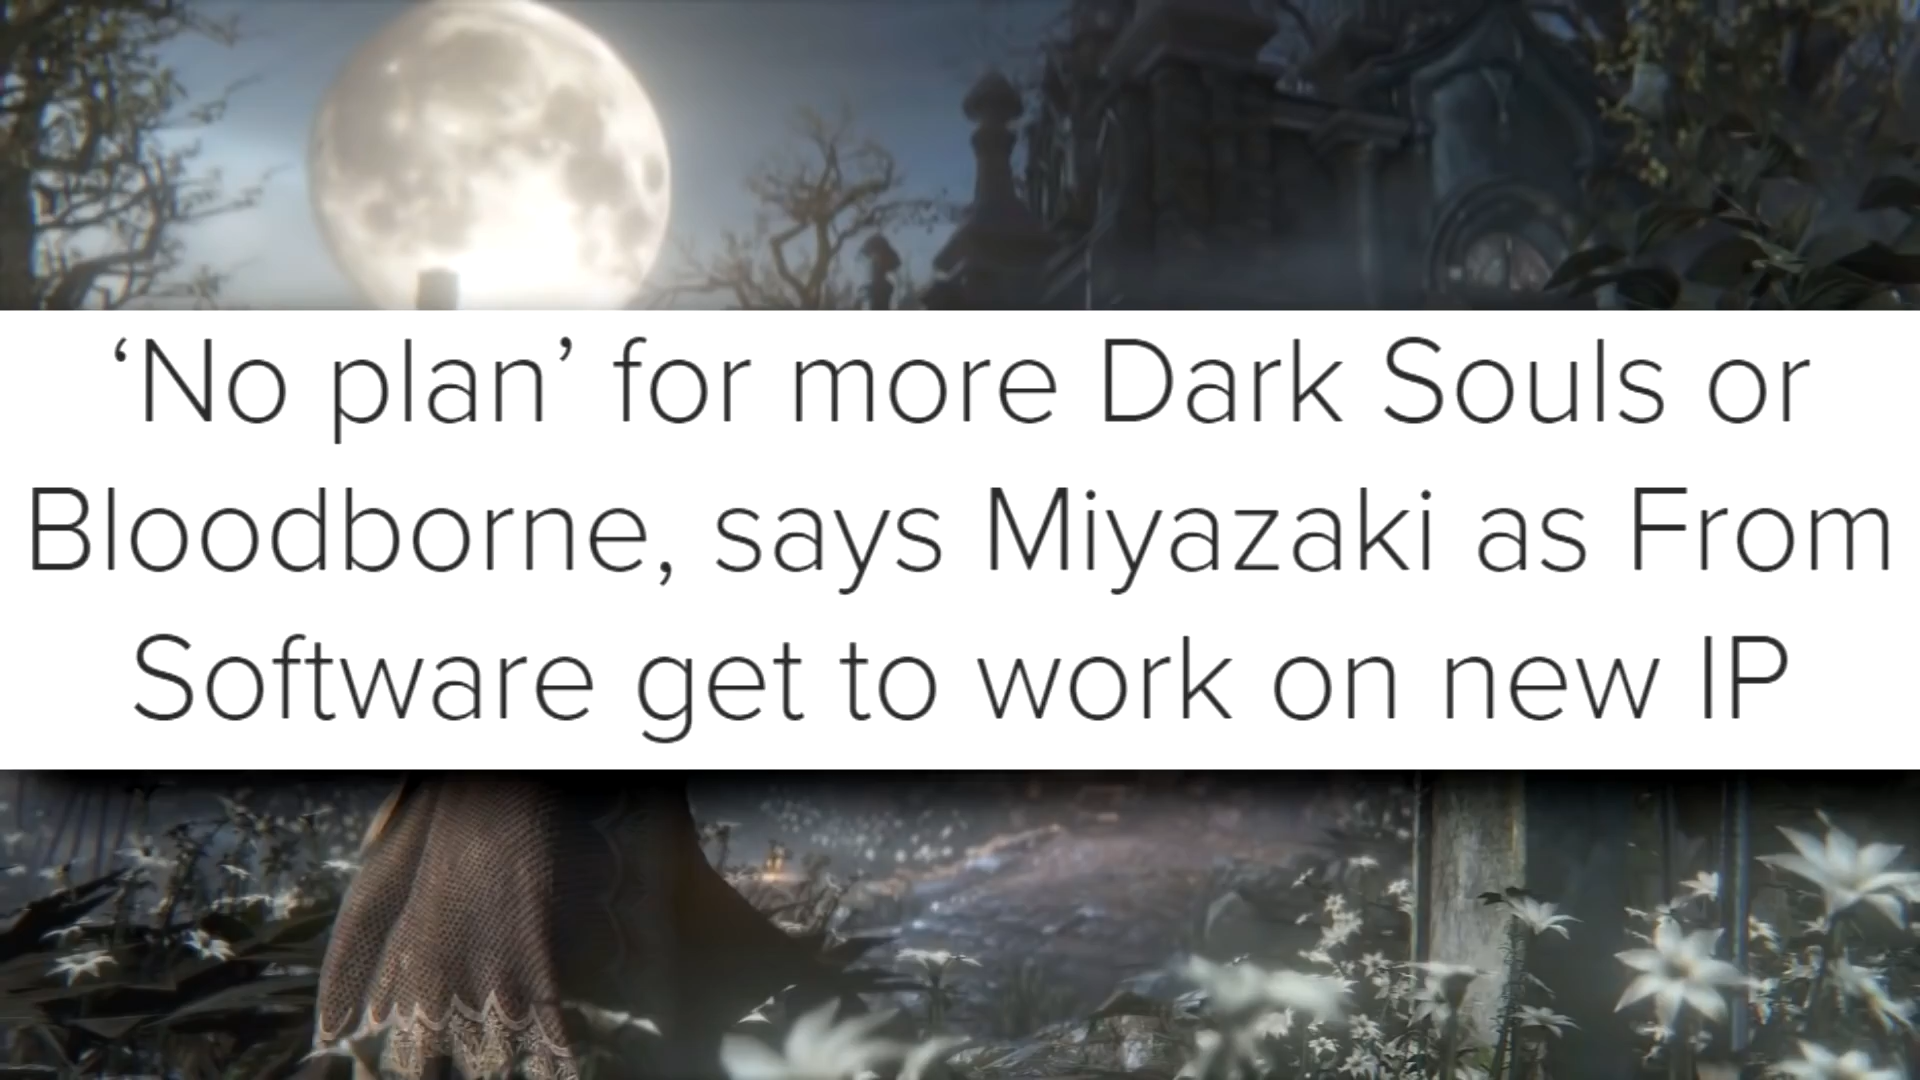 ‘No plan’ for more Dark Souls or
Bloodborne, says Miyazaki as From
Software get to work on new IP